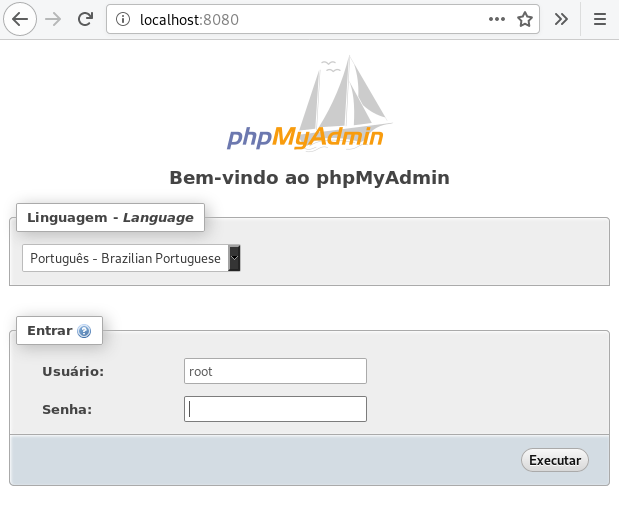 localhost:8080
phpMyAdmin
Bem-vindo ao phpMyAdmin
Linguagem - Language
Português - Brazilian Portuguese
Entrar
Usuário: root
Senha:
Executar